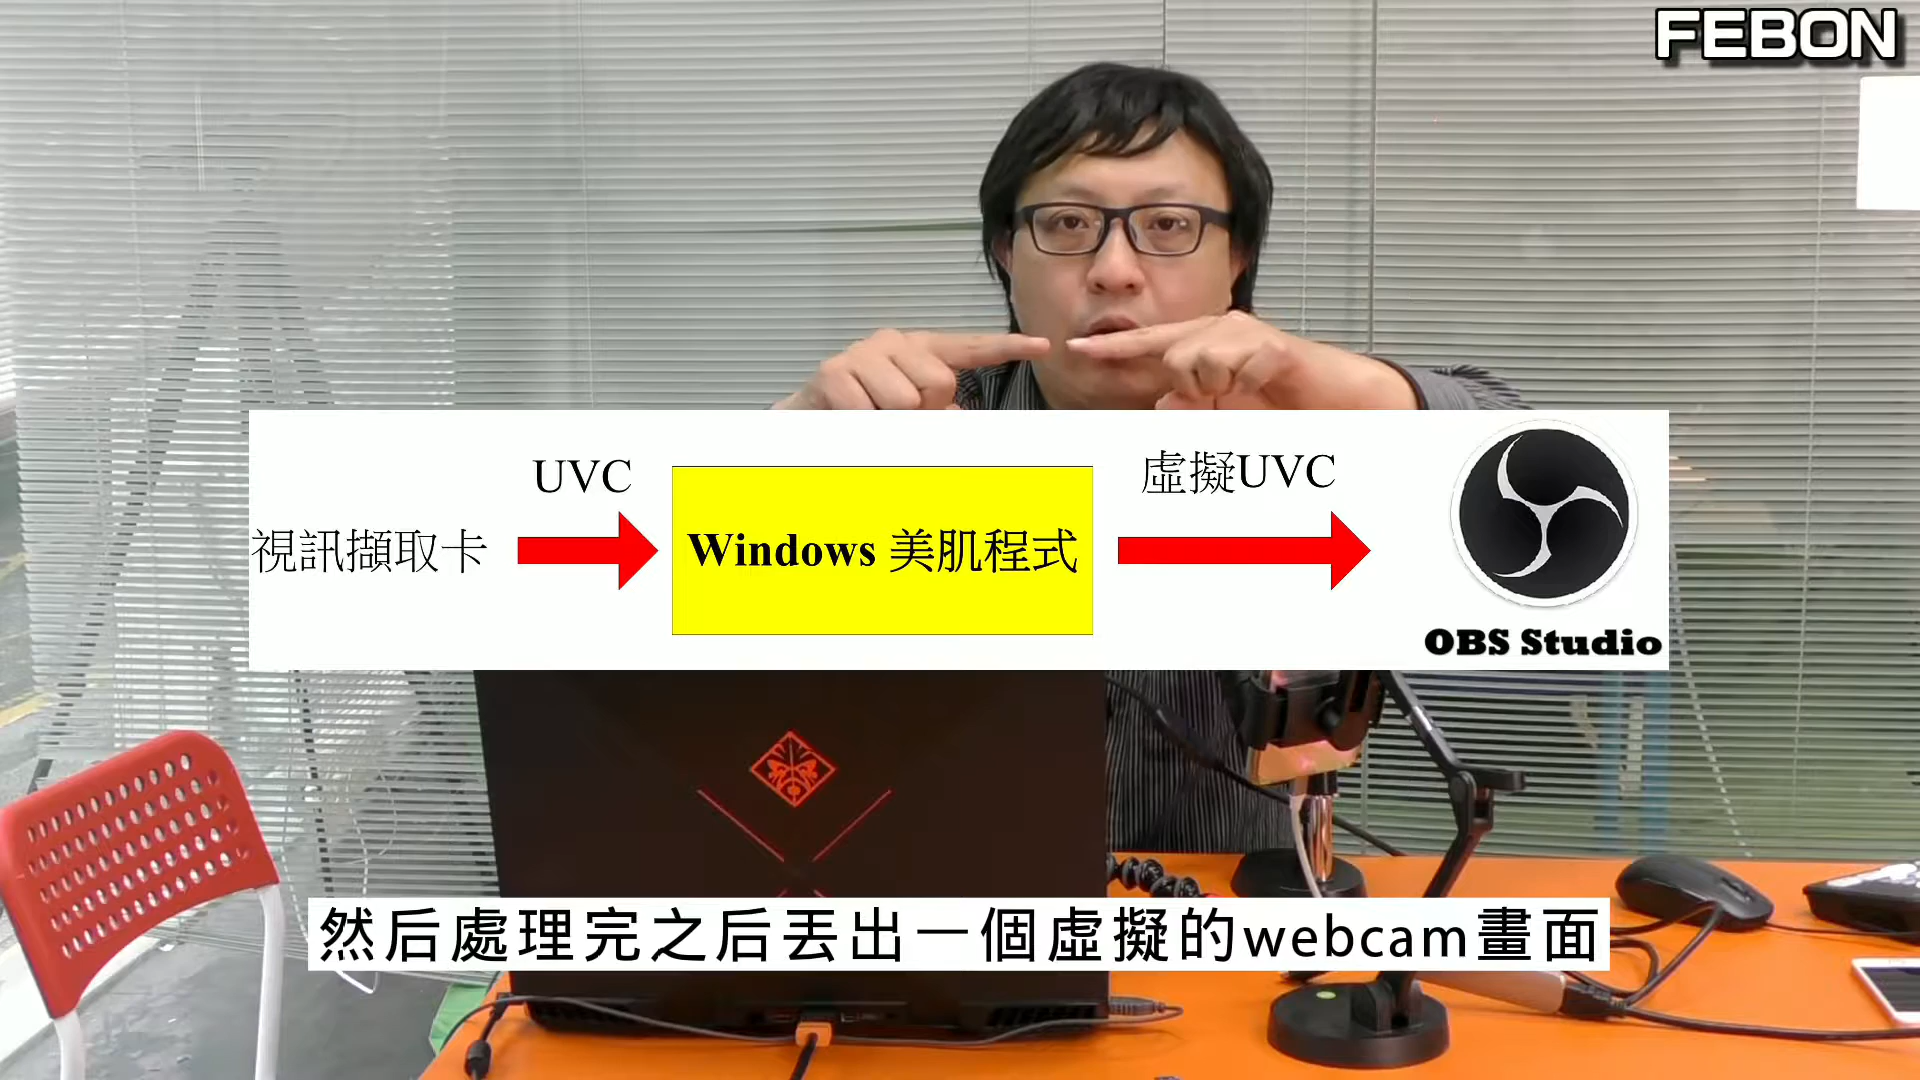 FEBON
UVC
虛擬UVC
視訊擷取卡
Windows 美肌程式
OBS Studio
然后處理完之后丟出一個虛擬的webcam畫面